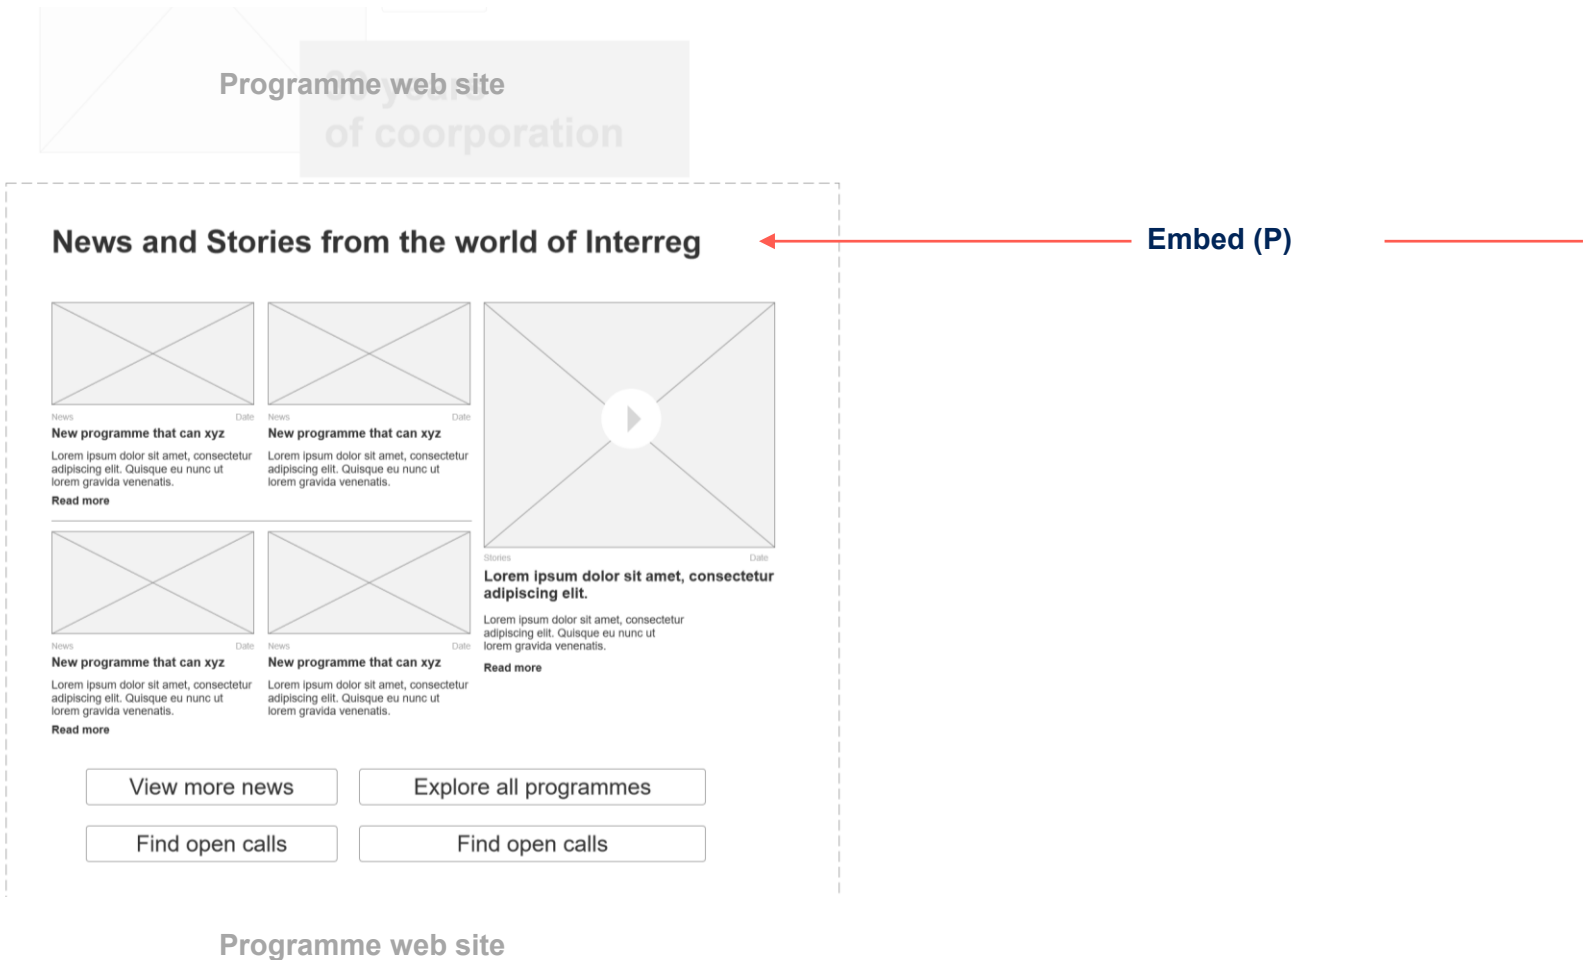 Programme web site
30 years
of coorporation
News and Stories from the world of Interreg
Embed (P)
News Date
New programme that can xyz
Lorem ipsum dolor sit amet, consectetur
adipiscing elit. Quisque eu nunc ut
lorem gravida venenatis.
Read more
News Date
New programme that can xyz
Lorem ipsum dolor sit amet, consectetur
adipiscing elit. Quisque eu nunc ut
lorem gravida venenatis.
Stories Date
Lorem ipsum dolor sit amet, consectetur
adipiscing elit.
Lorem ipsum dolor sit amet, consectetur
adipiscing elit. Quisque eu nunc ut
lorem gravida venenatis.
Read more
News Date
New programme that can xyz
Lorem ipsum dolor sit amet, consectetur
adipiscing elit. Quisque eu nunc ut
lorem gravida venenatis.
Read more
News Date
New programme that can xyz
Lorem ipsum dolor sit amet, consectetur
adipiscing elit. Quisque eu nunc ut
lorem gravida venenatis.
View more news
Explore all programmes
Find open calls
Find open calls
Programme web site